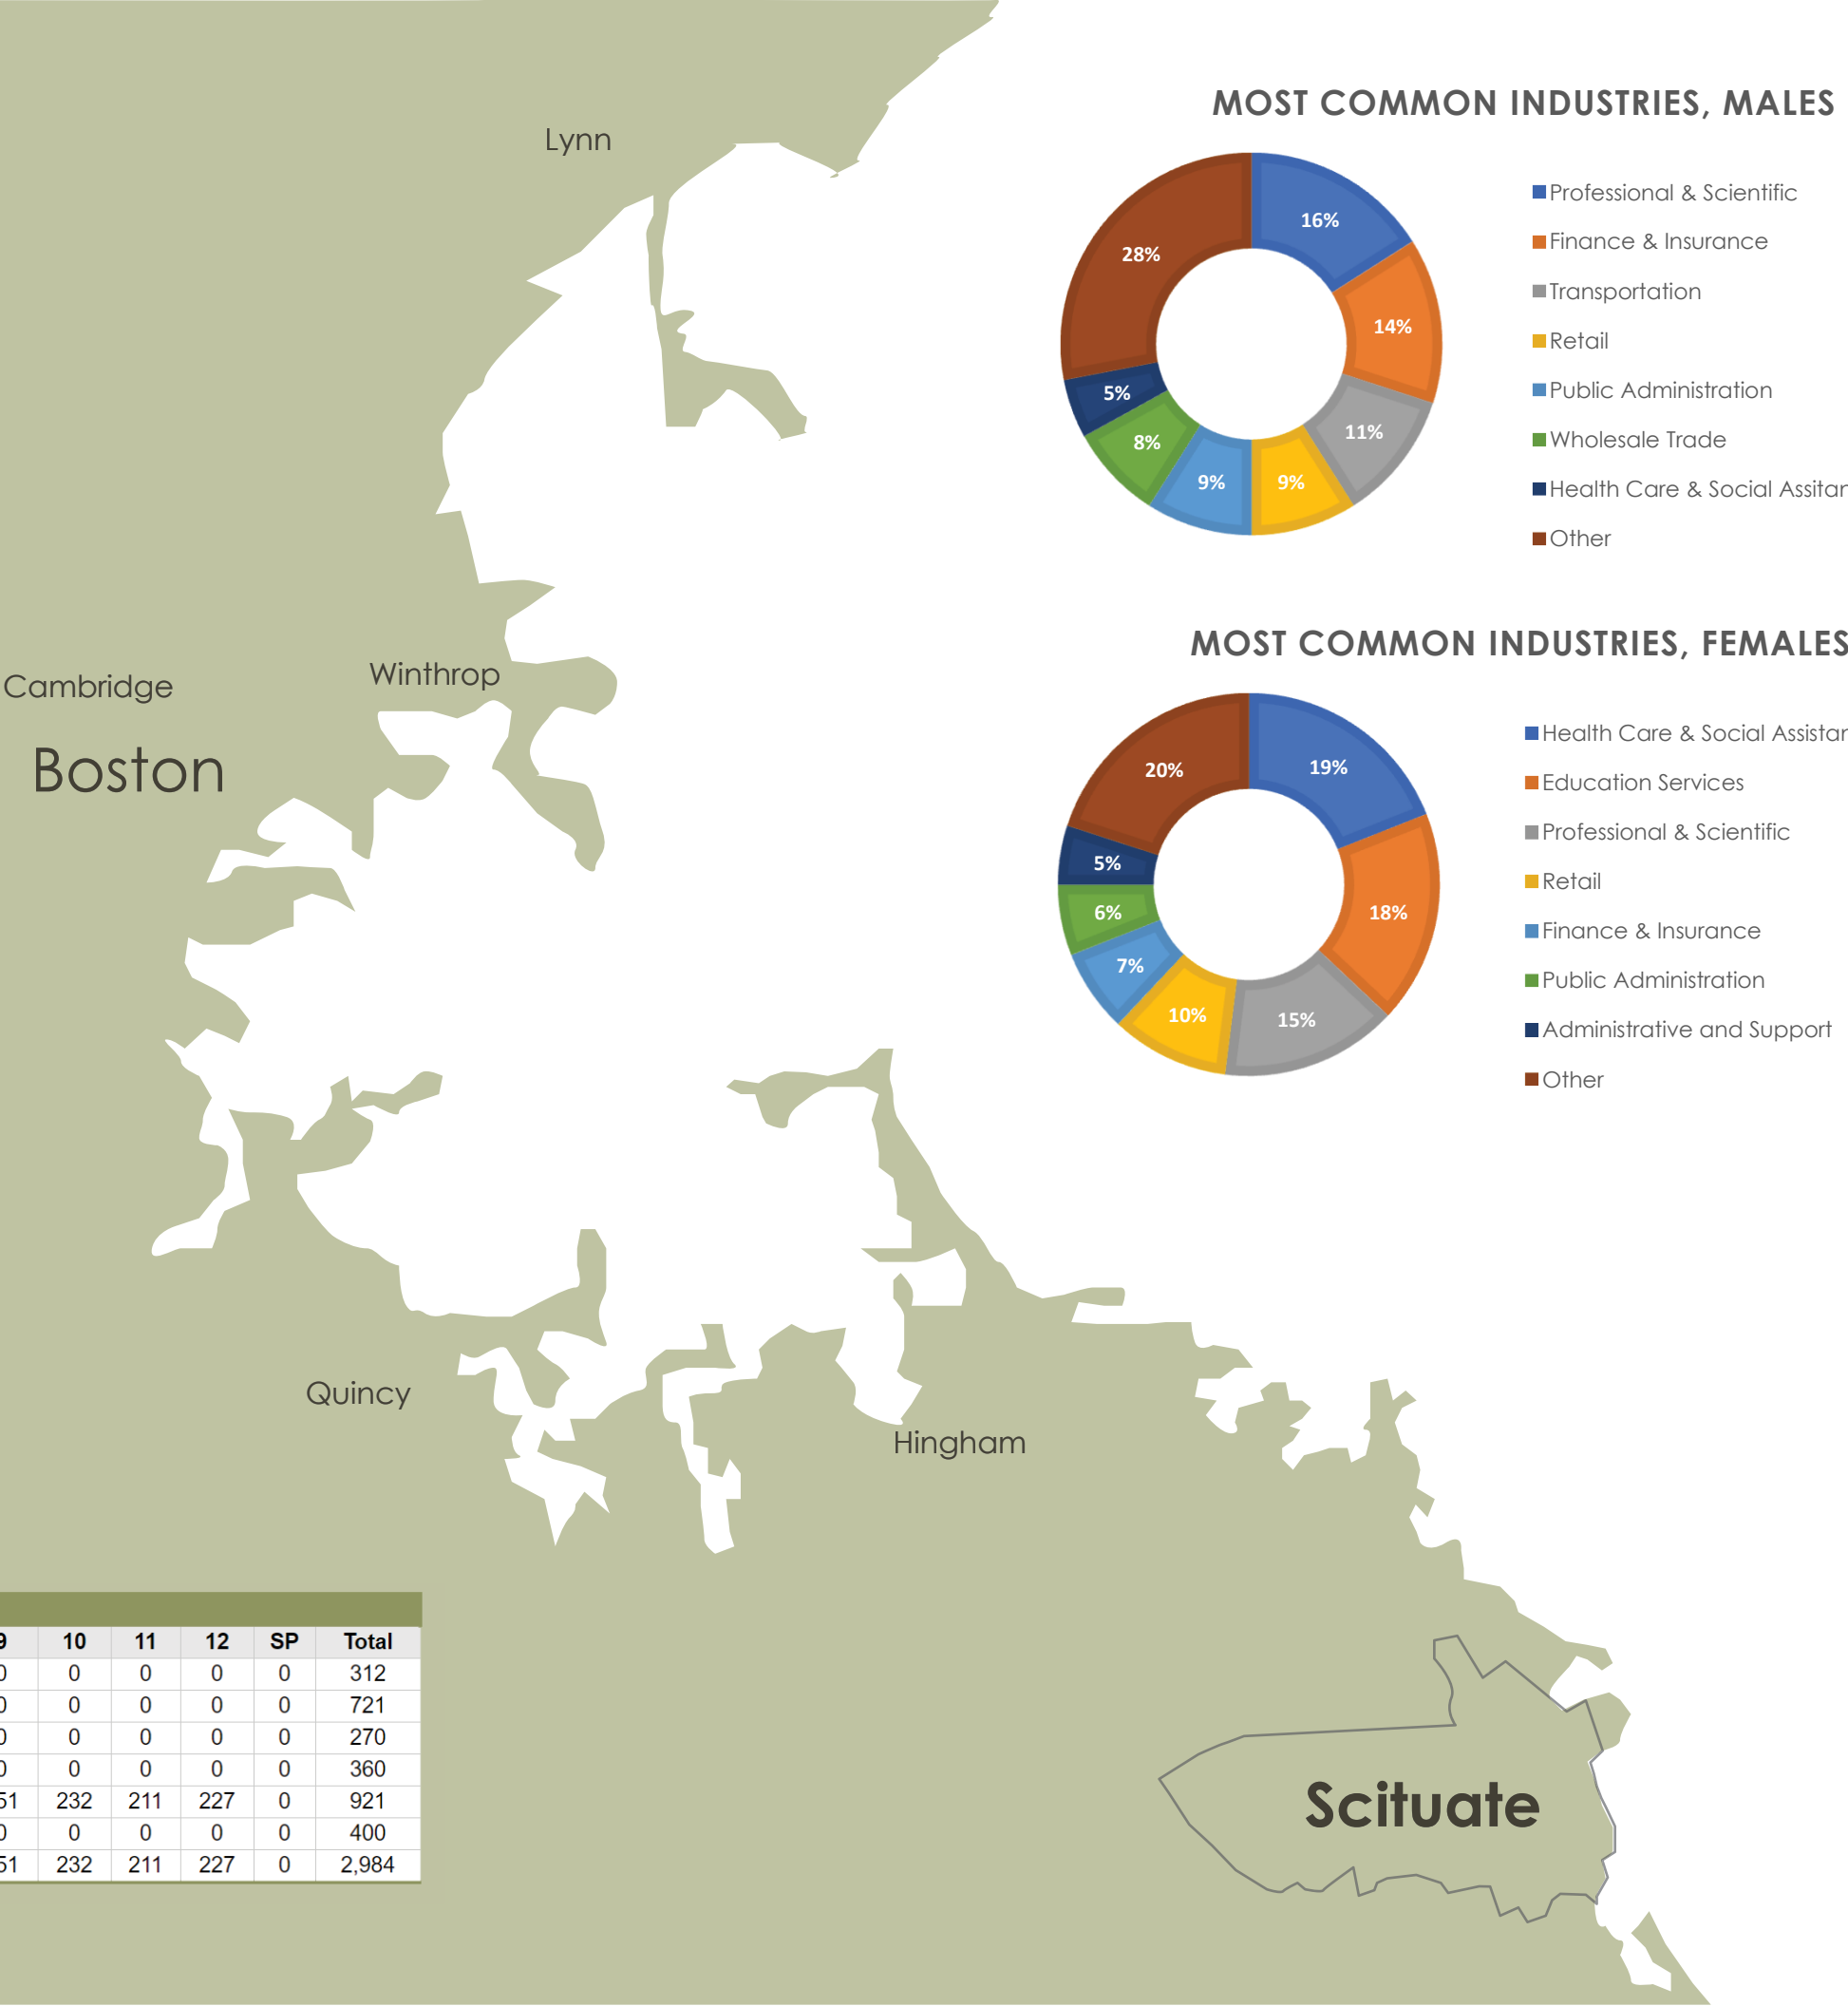 MOST COMMON INDUSTRIES, MALES
Lynn
16%
14%
11%
9%
9%
8%
5%
28%
Professional & Scientific
Finance & Insurance
Transportation
Retail
Public Administration
Wholesale Trade
Health Care & Social
Other
MOST COMMON INDUSTRIES, FEMALES
Winthrop
Cambridge
Boston
19%
18%
15%
10%
7%
6%
5%
20%
Health Care & Social
Education Services
Professional & Scientific
Retail
Finance & Insurance
Public Administration
Administrative and Support
Other
Quincy
Hingham
10 11 12 SP Total
0 0 0 0 312
0 0 0 0 721
0 0 0 0 270
0 0 0 0 360
232 211 227 0 921
0 0 0 0 400
232 211 227 0 2,984
Scituate